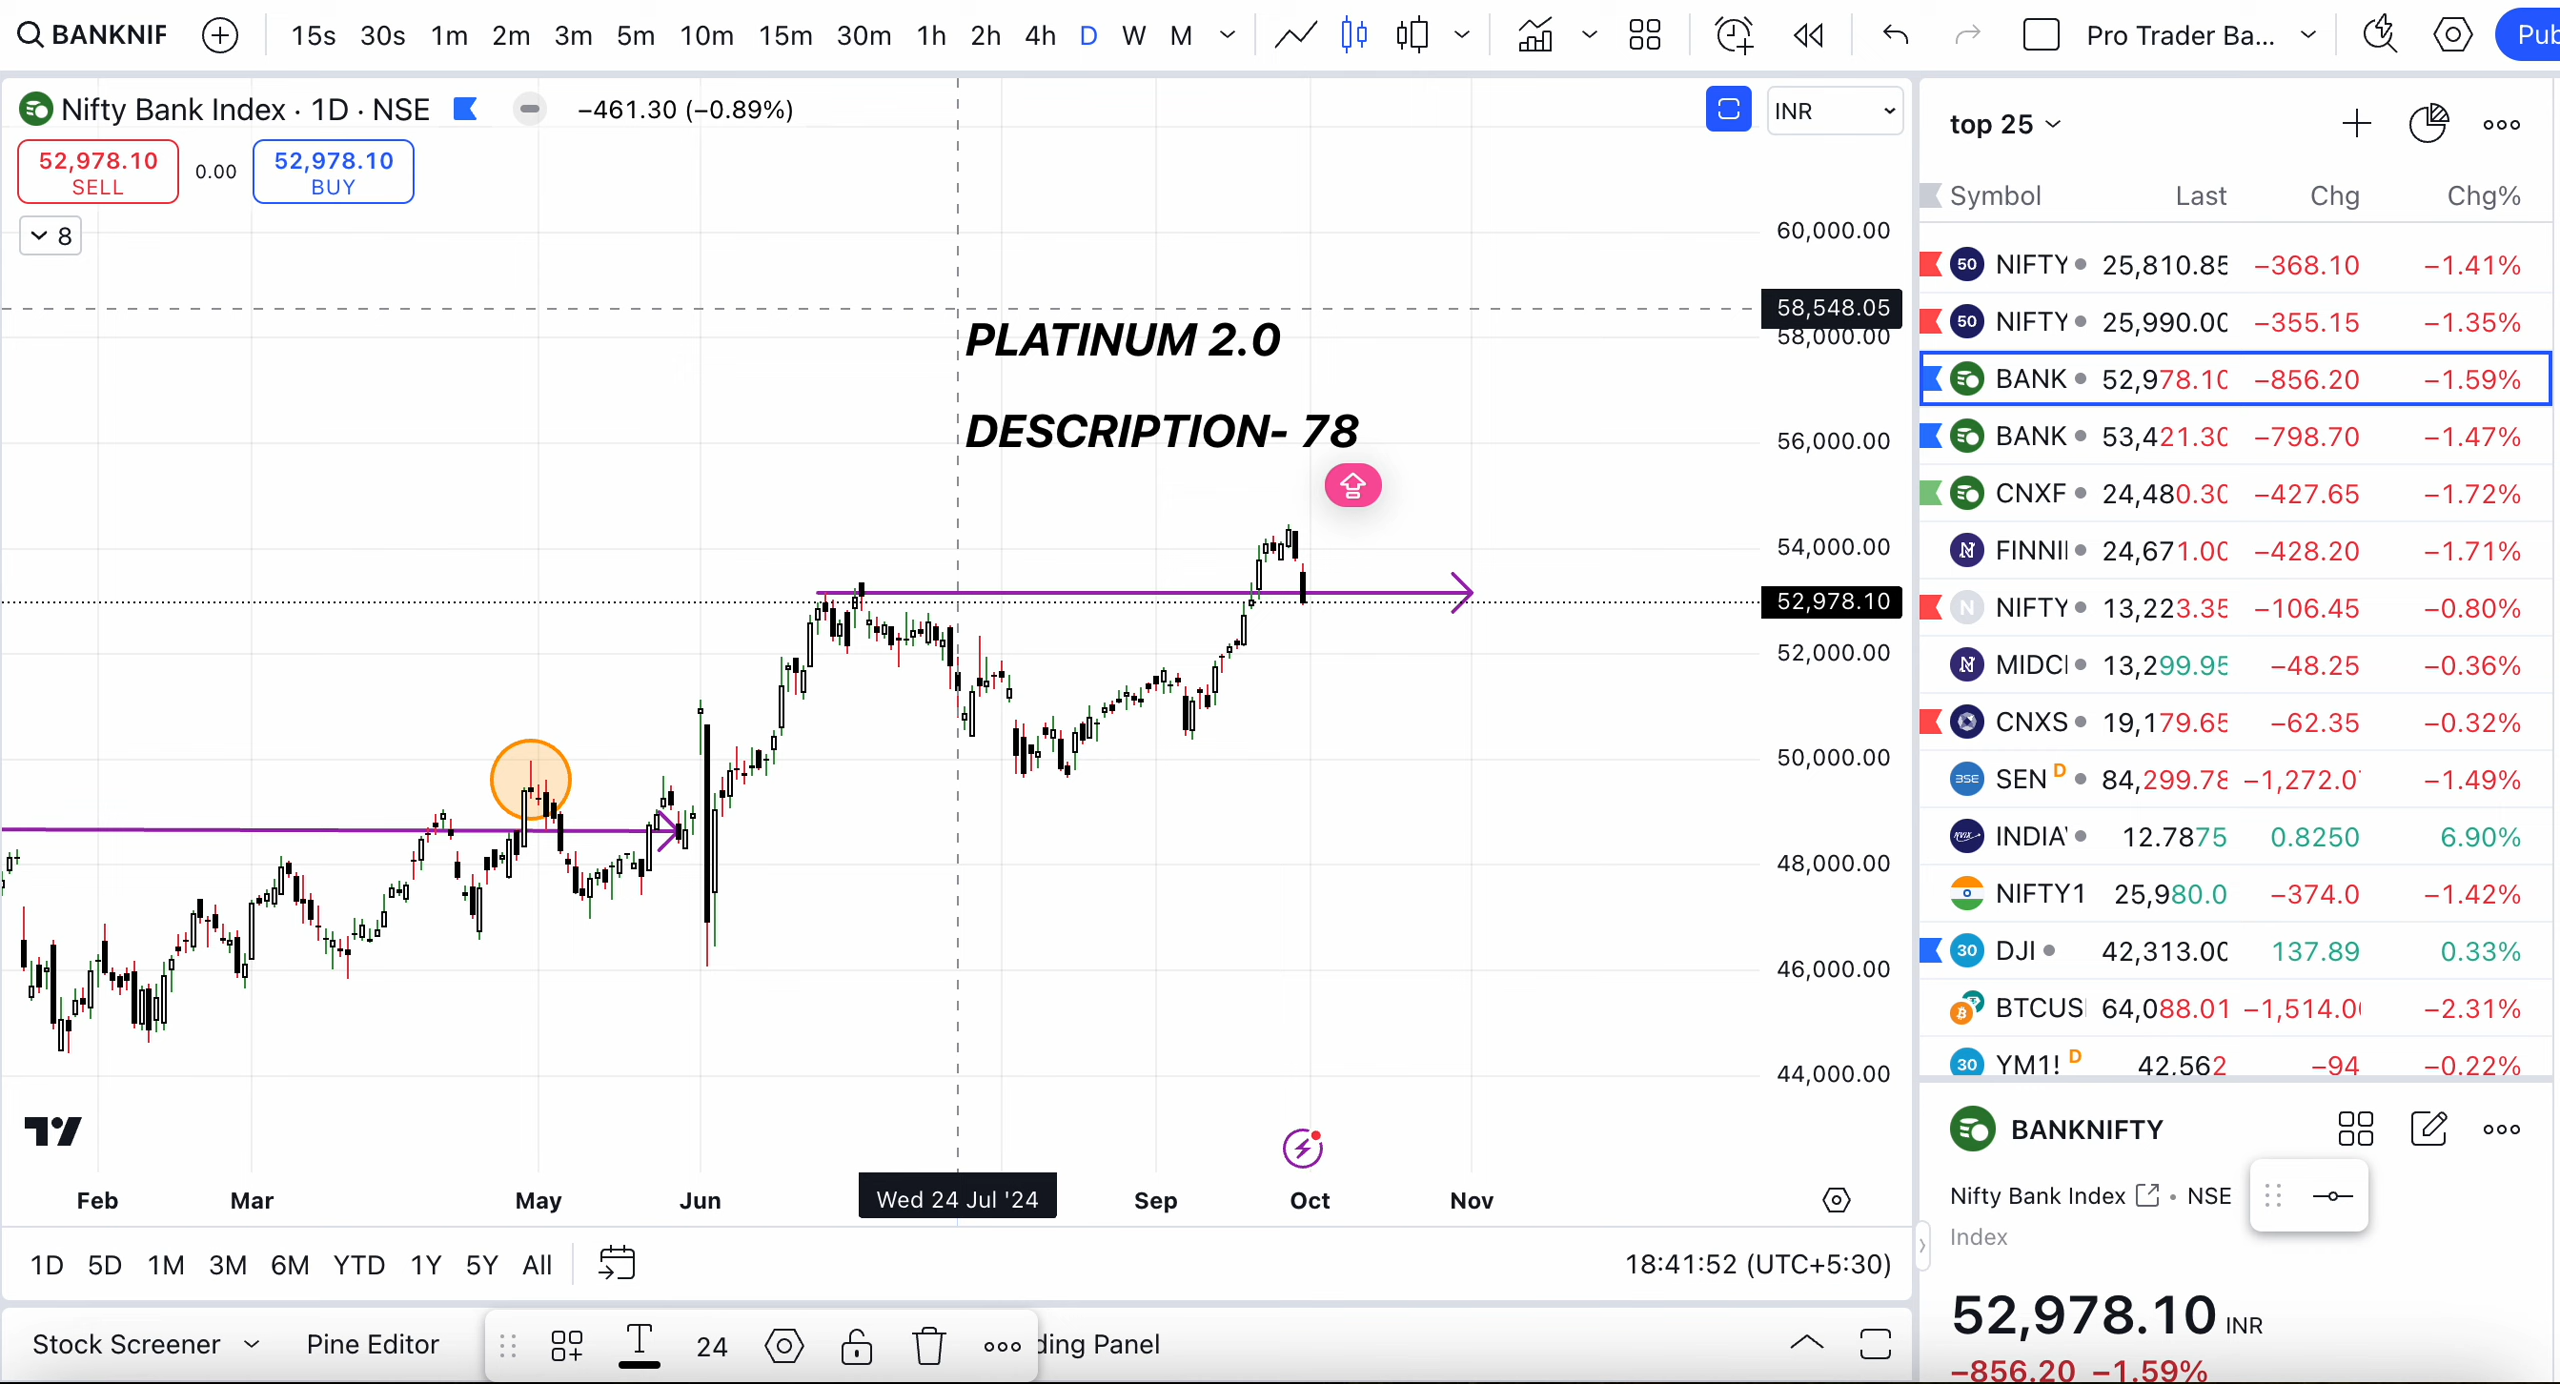 BANKNIF 15s 30s 1m 2m 3m 5m 10m 15m 30m 1h 2h 4h D W M Pro Trader Ba... Pub
Nifty Bank Index · 1D · NSE −461.30 (−0.89%) INR
52,978.10 SELL 0.00 52,978.10 BUY
8
PLATINUM 2.0
DESCRIPTION- 78
60,000.00
58,548.05
58,000.00
56,000.00
54,000.00
52,978.10
52,000.00
50,000.00
48,000.00
46,000.00
44,000.00
Feb Mar May Jun Wed 24 Jul '24 Sep Oct Nov
1D 5D 1M 3M 6M YTD 1Y 5Y All 18:41:52 (UTC+5:30)
Stock Screener Pine Editor 24 ding Panel
top 25
Symbol Last Chg Chg%
50 NIFTY 25,810.85 −368.10 −1.41%
50 NIFTY 25,990.00 −355.15 −1.35%
BANK 52,978.10 −856.20 −1.59%
BANK 53,421.30 −798.70 −1.47%
CNXF 24,480.30 −427.65 −1.72%
FINNI 24,671.00 −428.20 −1.71%
N NIFTY 13,223.35 −106.45 −0.80%
MIDC 13,299.95 −48.25 −0.36%
CNXS 19,179.65 −62.35 −0.32%
BSE SEN D 84,299.78 −1,272.0 −1.49%
INDIA 12.7875 0.8250 6.90%
NIFTY1 25,980.0 −374.0 −1.42%
30 DJI 42,313.00 137.89 0.33%
BTCUS 64,088.01 −1,514.0 −2.31%
30 YM1! D 42,562 −94 −0.22%
BANKNIFTY
Nifty Bank Index • NSE
Index
52,978.10 INR
−856.20 −1.59%